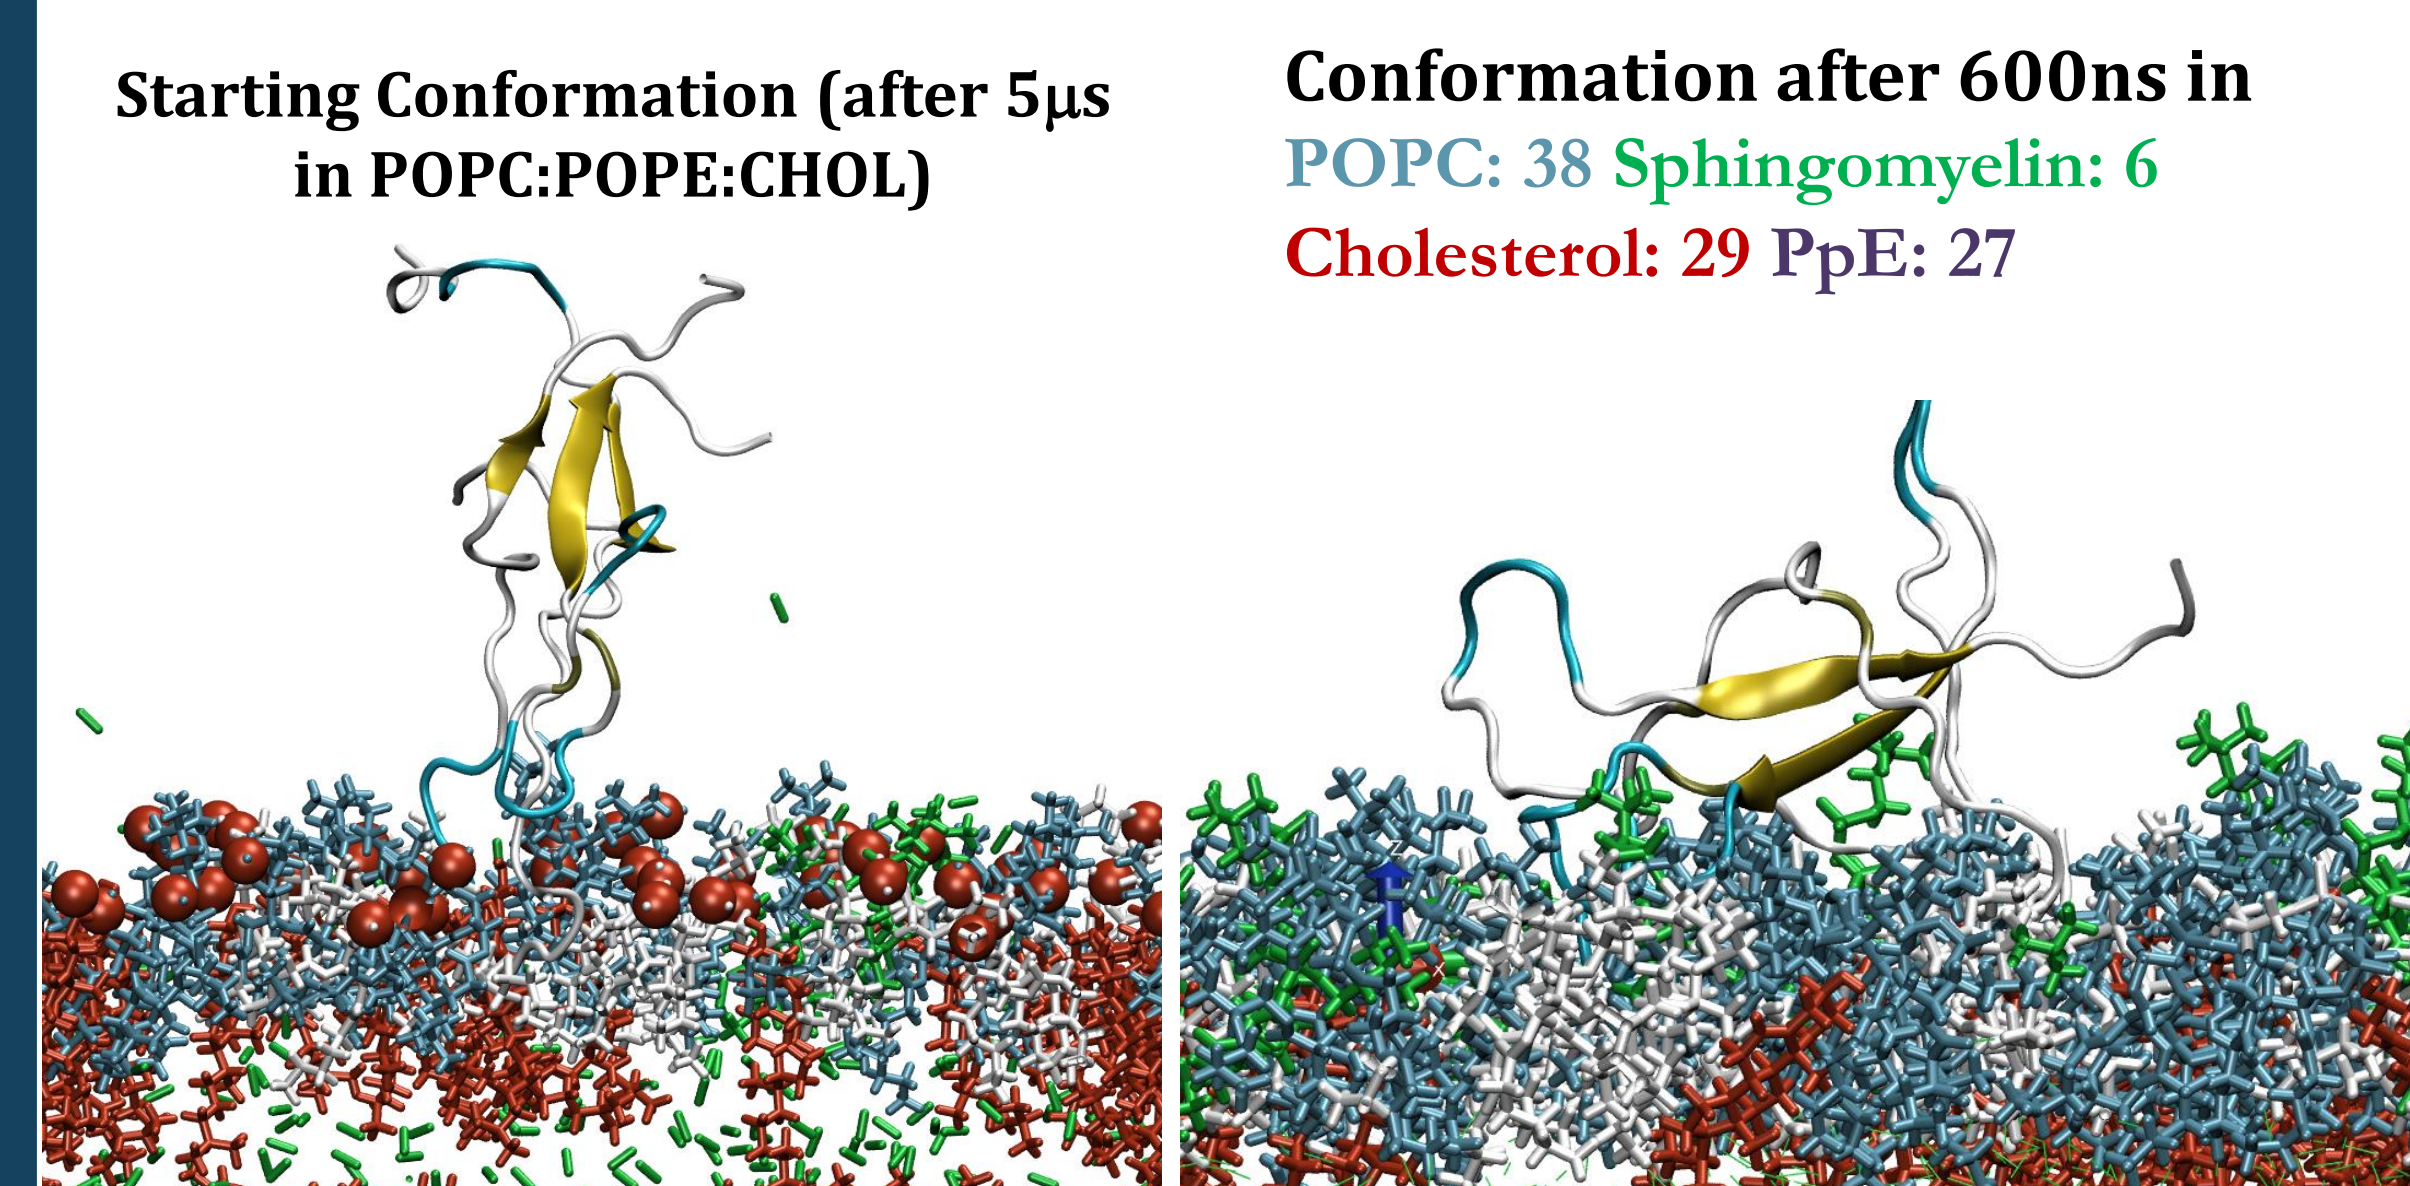 Starting Conformation (after 5μs
in POPC:POPE:CHOL)
Conformation after 600ns in
POPC: 38 Sphingomyelin: 6
Cholesterol: 29 PpE: 27
Z
X